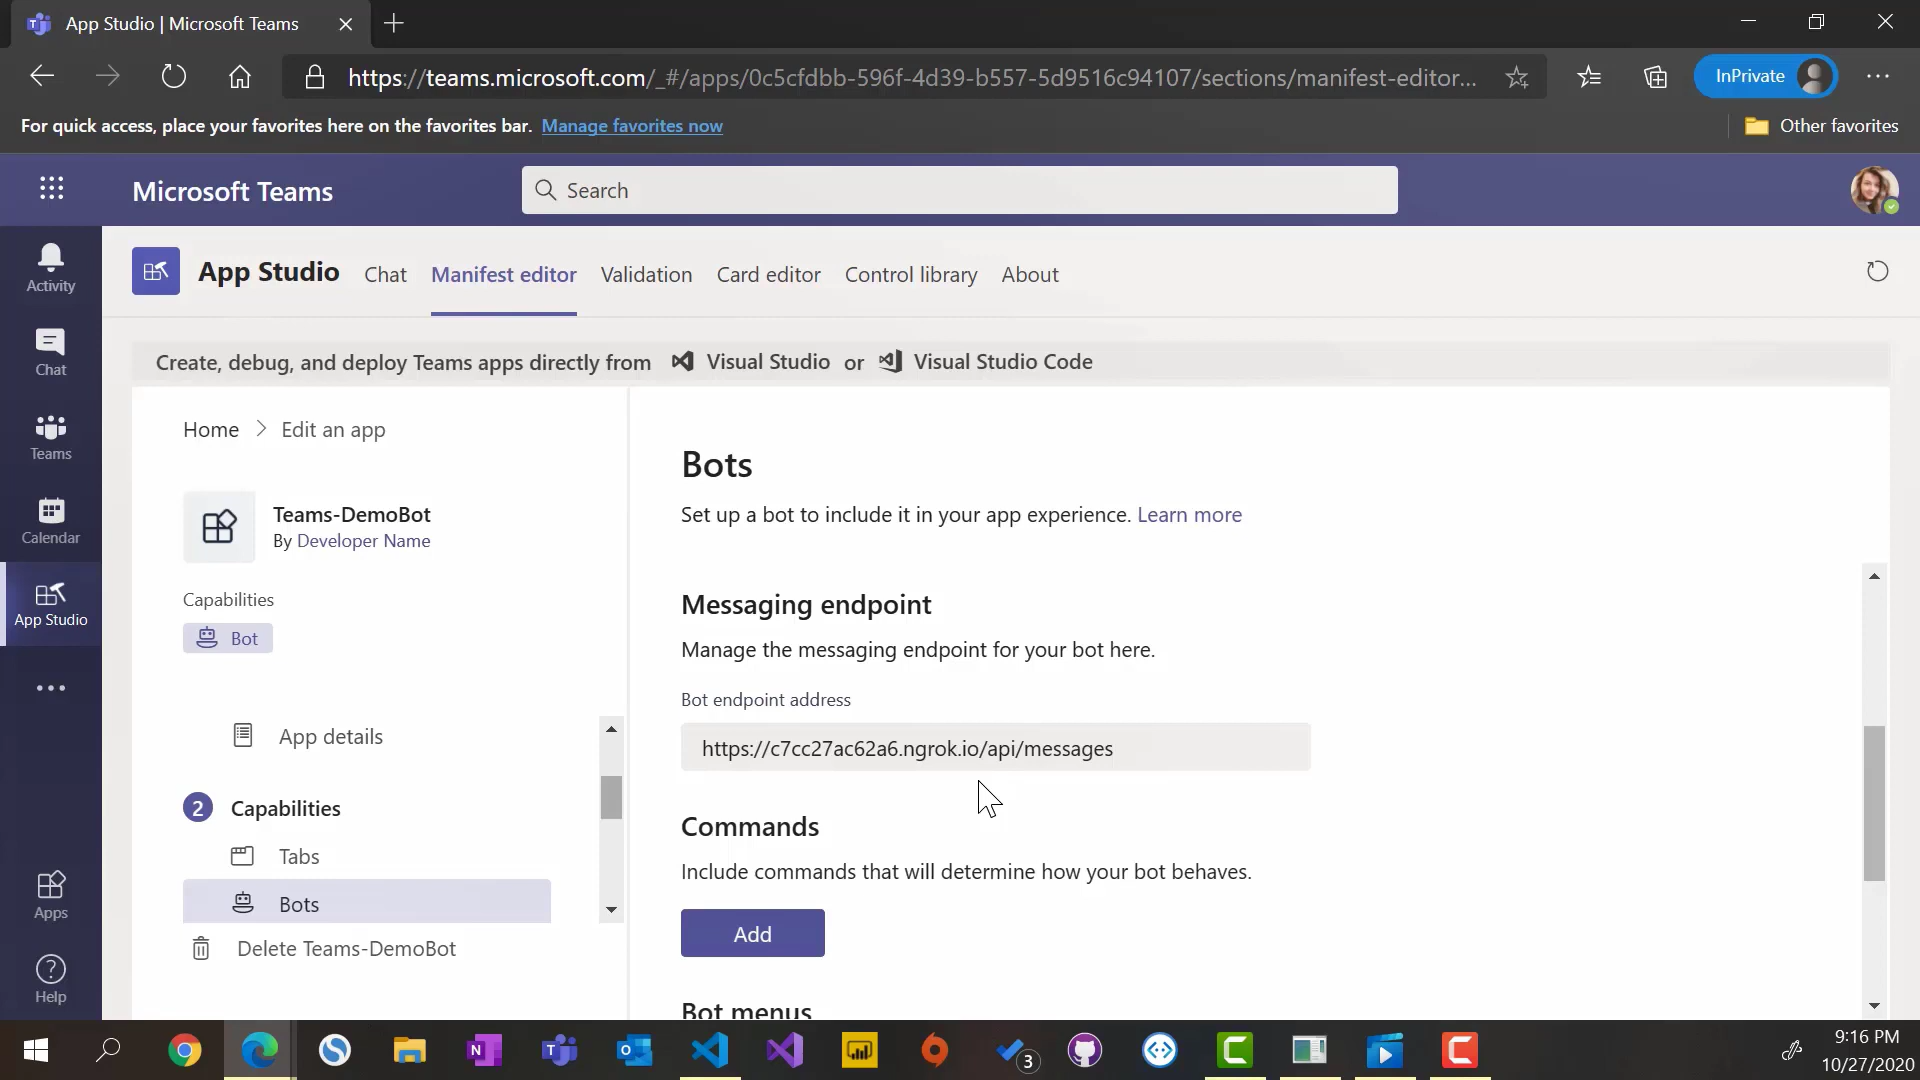 App Studio | Microsoft Teams
https://teams.microsoft.com/_#/apps/0c5cfdbb-596f-4d39-b557-5d9516c94107/sections/manifest-editor...
InPrivate
For quick access, place your favorites here on the favorites bar. Manage favorites now
Other favorites
Microsoft Teams
Search
App Studio
Chat
Manifest editor
Validation
Card editor
Control library
About
Activity
Chat
Teams
Calendar
App Studio
Apps
Help
Create, debug, and deploy Teams apps directly from Visual Studio or Visual Studio Code
Home > Edit an app
Teams-DemoBot
By Developer Name
Capabilities
Bot
App details
2 Capabilities
Tabs
Bots
Delete Teams-DemoBot
Bots
Set up a bot to include it in your app experience. Learn more
Messaging endpoint
Manage the messaging endpoint for your bot here.
Bot endpoint address
https://c7cc27ac62a6.ngrok.io/api/messages
Commands
Include commands that will determine how your bot behaves.
Add
Bot menus
3
9:16 PM
10/27/2020